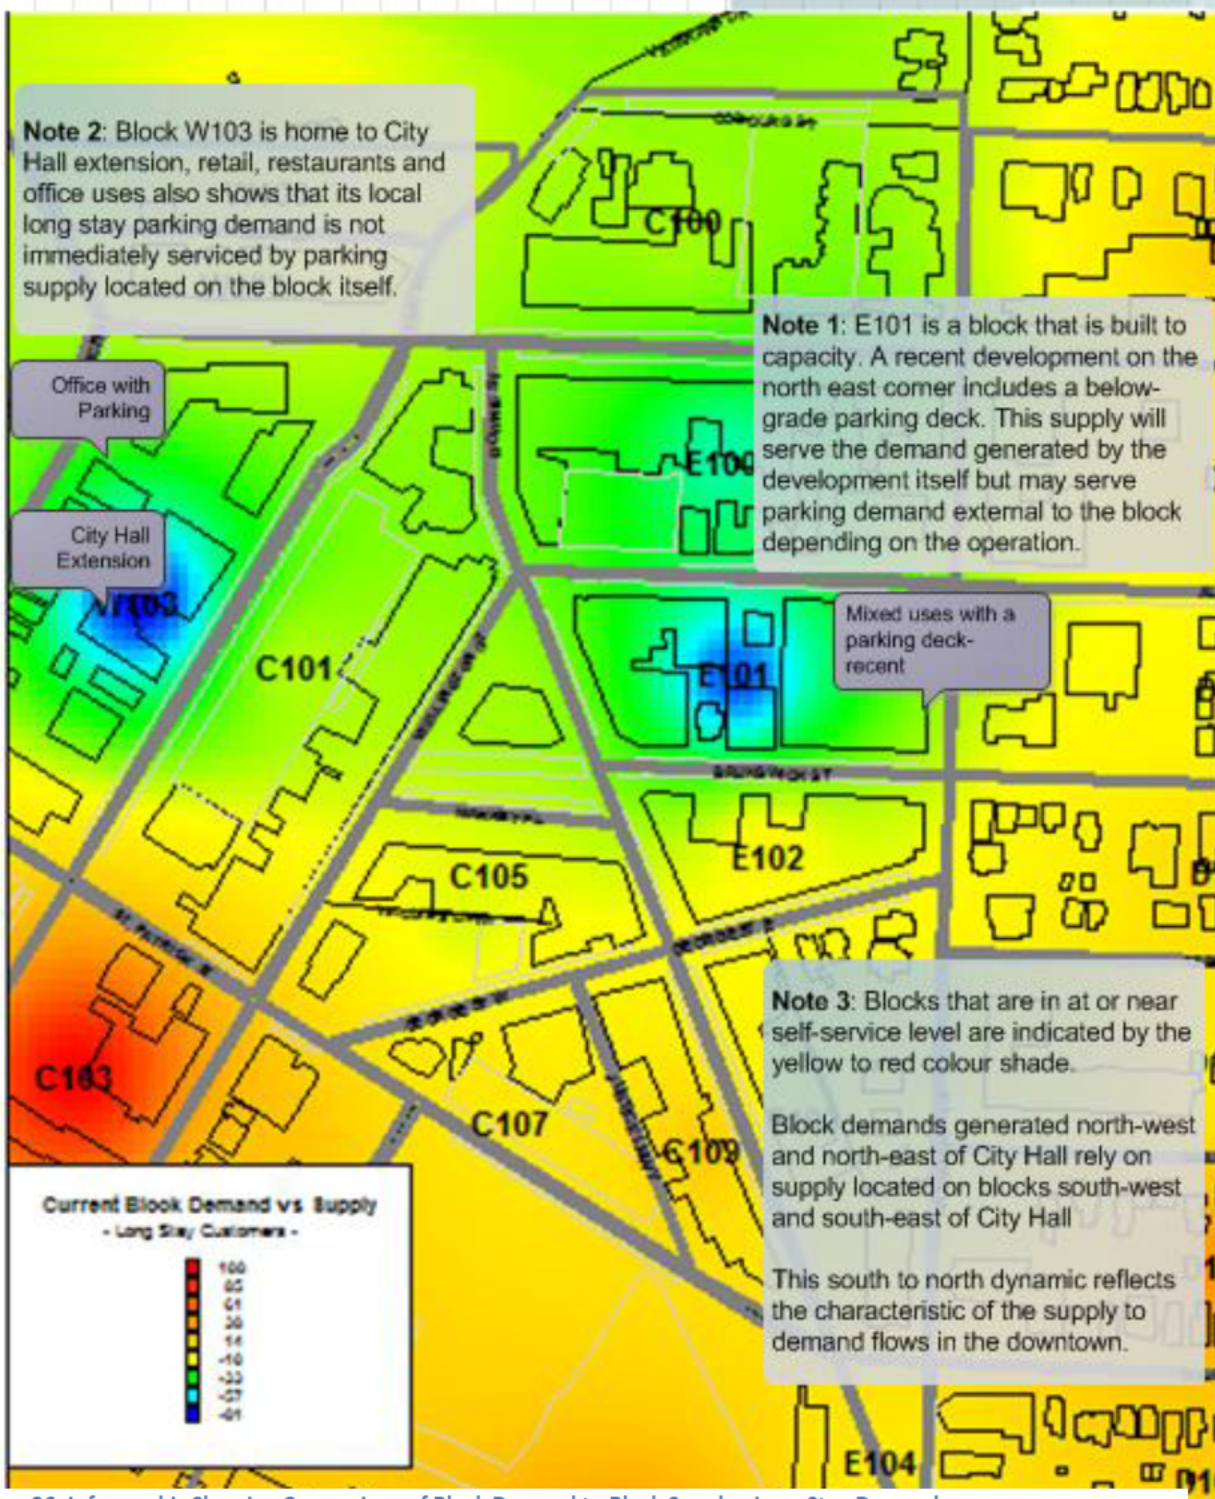 Note 2: Block W103 is home to City
Hall extension, retail, restaurants and
office uses also shows that its local
long stay parking demand is not
immediately serviced by parking
supply located on the block itself.
C100
Note 1: E101 is a block that is built to
capacity. A recent development on the
north east corner includes a below-
grade parking deck. This supply will
serve the demand generated by the
development itself but may serve
parking demand external to the block
depending on the operation.
Office with
Parking
E100
City Hall
Extension
W103
Mixed uses with a
parking deck-
recent
C101
E101
BRUNSWICK ST
E102
C105
ST. PATRICK S
GEORGE S
Note 3: Blocks that are in at or near
self-service level are indicated by the
yellow to red colour shade.
Block demands generated north-west
and north-east of City Hall rely on
supply located on blocks south-west
and south-east of City Hall
This south to north dynamic reflects
the characteristic of the supply to
demand flows in the downtown.
C103
C107
C109
Current Block Demand vs Supply
- Long Stay Customers -
14
E104